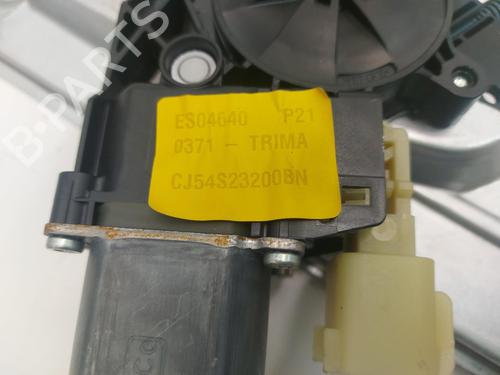 B-PARTS
ES04640 P21
0371 - TRIMA
CJ54S23200BN